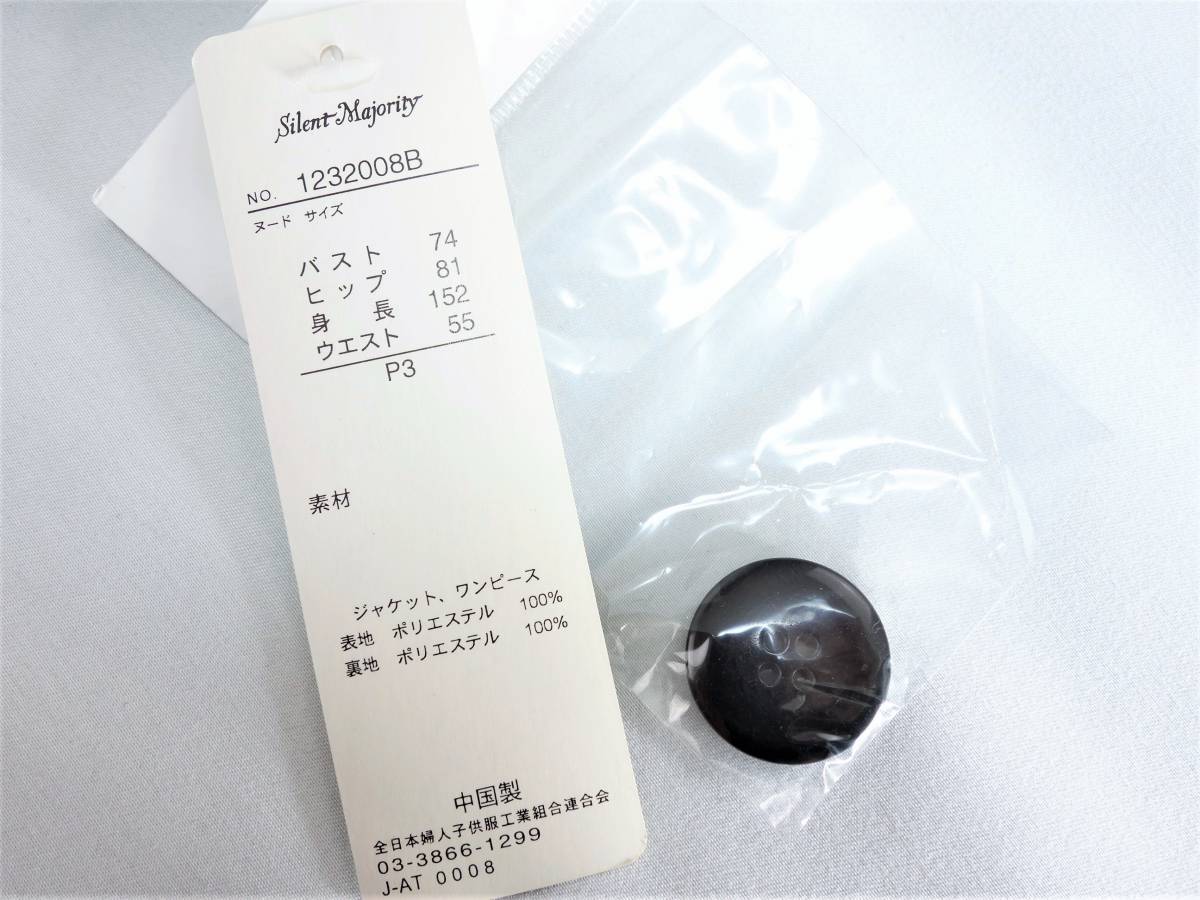 Silent Majority
NO. 1232008B
ヌード サイズ
バスト 74
ヒップ 81
身長 152
ウエスト 55
P3
素材
ジャケット、ワンピース
表地 ポリエステル 100%
裏地 ポリエステル 100%
中国製
全日本婦人子供服工業組合連合会
03-3866-1299
J-AT 0008